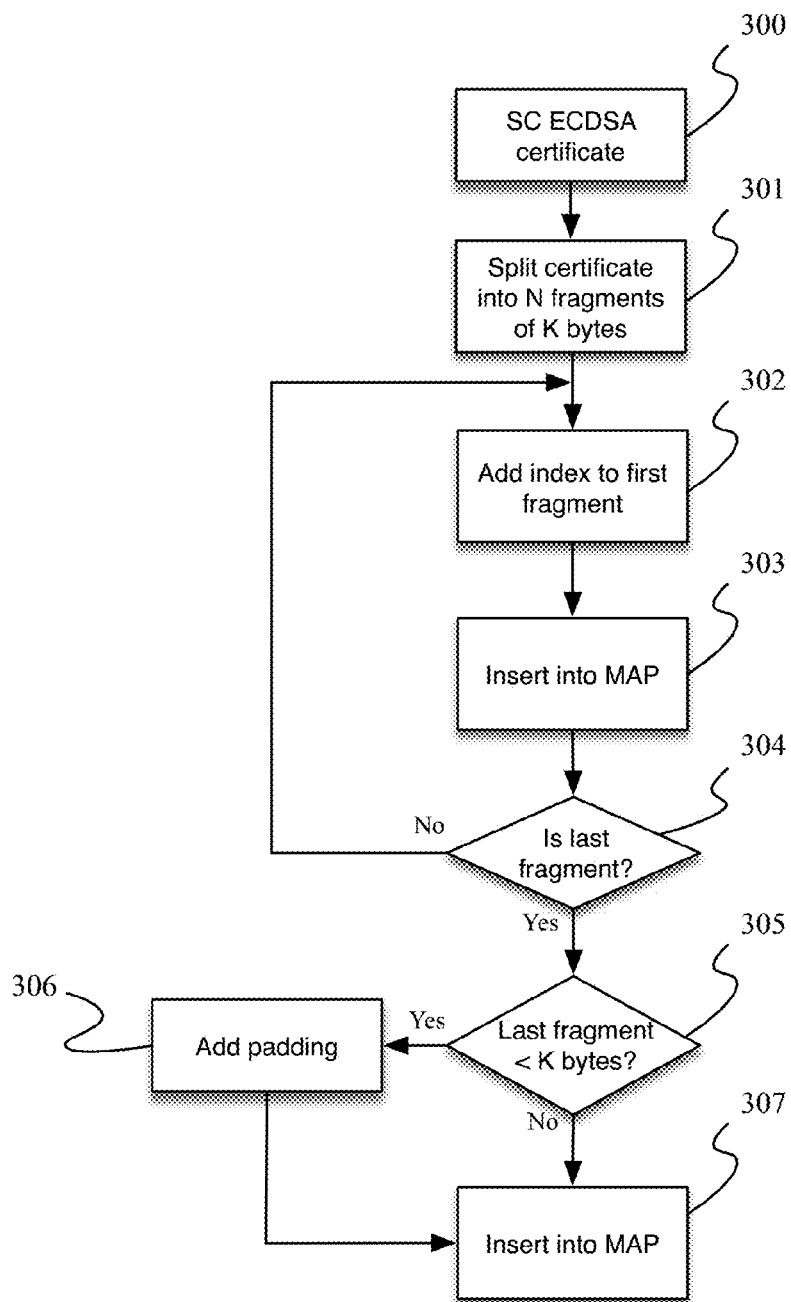 300
SC ECDSA
certificate
301
Split certificate
into N fragments
of K bytes
302
Add index to first
fragment
303
Insert into MAP
304
No
Is last
fragment?
Yes
305
306
Add padding
Yes
Last fragment
< K bytes?
No
307
Insert into MAP